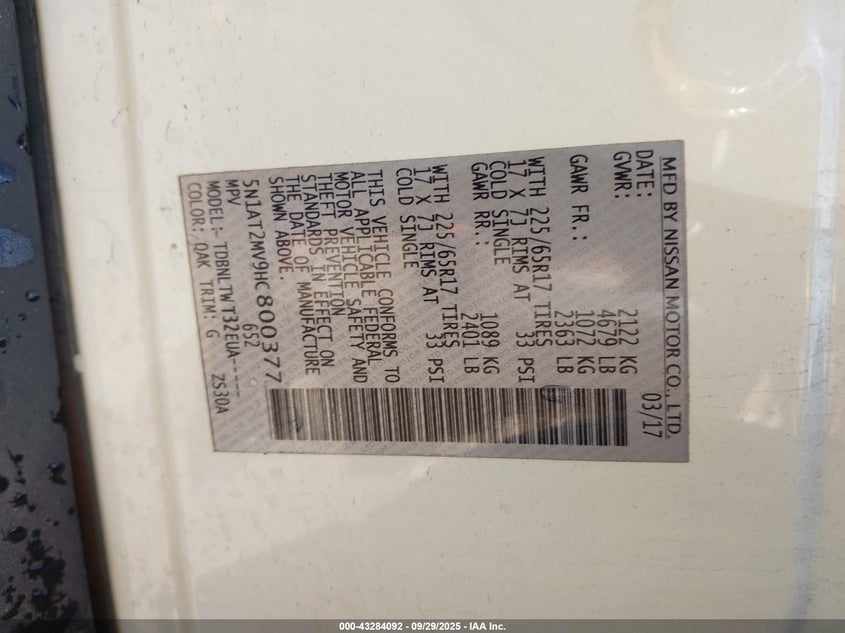 MFD BY NISSAN MOTOR CO., LTD.
DATE: 03/17
GVWR: 2122 KG
4679 LB
GAWR FR.: 1072 KG
2363 LB
WITH 225/65R17 TIRES
17 X 7J RIMS AT 33 PSI
COLD SINGLE
GAWR RR.: 1089 KG
2401 LB
WITH 225/65R17 TIRES
17 X 7J RIMS AT 33 PSI
COLD SINGLE
THIS VEHICLE CONFORMS TO
ALL APPLICABLE FEDERAL
MOTOR VEHICLE SAFETY AND
THEFT PREVENTION
STANDARDS IN EFFECT ON
THE DATE OF MANUFACTURE
SHOWN ABOVE.
5N1AT2MV9HC800377
MPV 652
MODEL:- TDBNLTWT32EUA-----
COLOR: QAK TRIM: G ZS30A
000-43284092 - 09/29/2025 - IAA Inc.